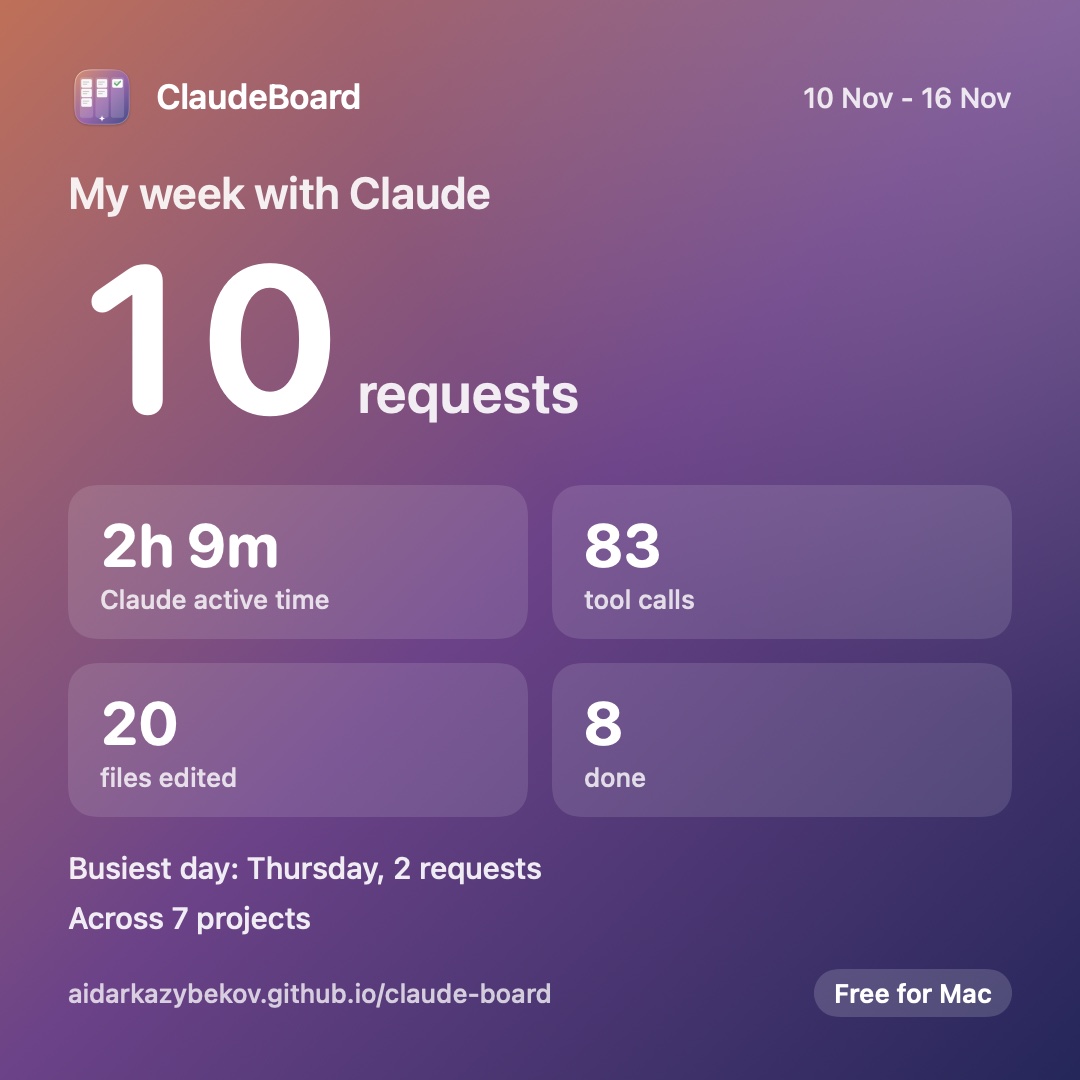 ClaudeBoard
10 Nov - 16 Nov
My week with Claude
10 requests
2h 9m
Claude active time
83
tool calls
20
files edited
8
done
Busiest day: Thursday, 2 requests
Across 7 projects
aidarkazybekov.github.io/claude-board
Free for Mac